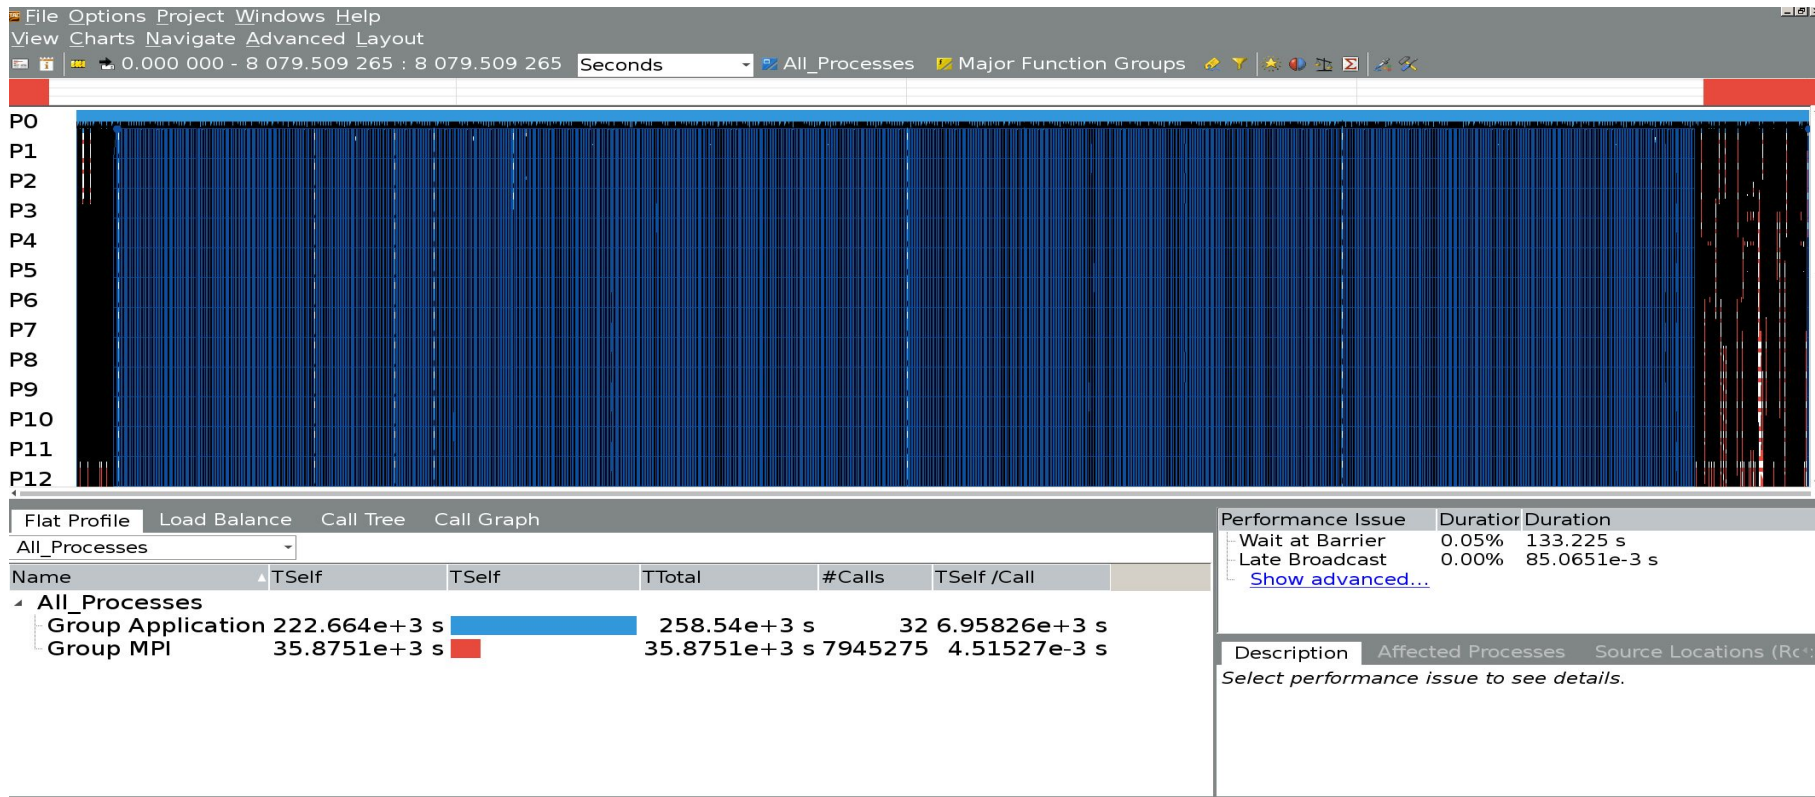 File Options Project Windows Help
View Charts Navigate Advanced Layout
0.000 000 - 8 079.509 265 : 8 079.509 265 Seconds All_Processes Major Function Groups
P0
P1
P2
P3
P4
P5
P6
P7
P8
P9
P10
P11
P12
Flat Profile Load Balance Call Tree Call Graph
All_Processes
Name TSelf TSelf TTotal #Calls TSelf /Call
All_Processes
Group Application 222.664e+3 s 258.54e+3 s 32 6.95826e+3 s
Group MPI 35.8751e+3 s 35.8751e+3 s 7945275 4.51527e-3 s
Performance Issue Duration Duration
Wait at Barrier 0.05% 133.225 s
Late Broadcast 0.00% 85.0651e-3 s
Show advanced...
Description Affected Processes Source Locations (Ro
Select performance issue to see details.